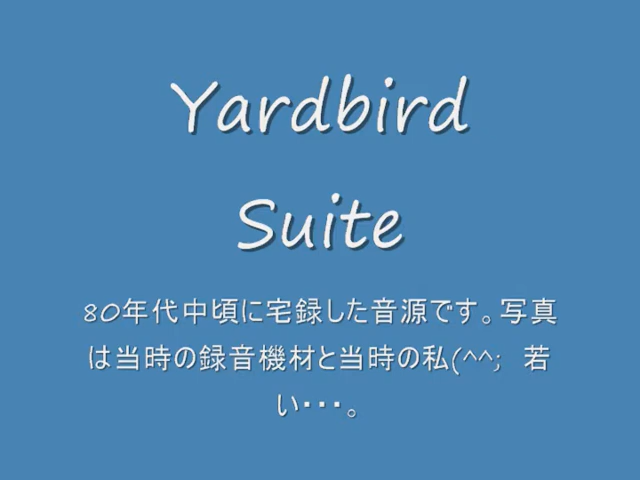 Yardbird
Suite
80年代中頃に宅録した音源です。写真
は当時の録音機材と当時の私(^^;　若
い・・・。